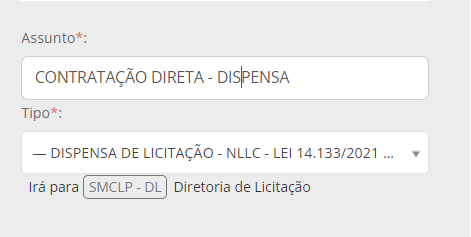 Assunto*:
CONTRATAÇÃO DIRETA - DISPENSA
Tipo*:
— DISPENSA DE LICITAÇÃO - NLLC - LEI 14.133/2021 ...
Irá para SMCLP - DL Diretoria de Licitação